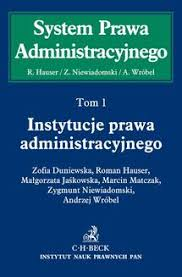 System Prawa
Administracyjnego
R. Hauser / Z. Niewiadomski / A. Wróbel
Tom 1
Instytucje prawa
administracyjnego
Zofia Duniewska, Roman Hauser,
Małgorzata Jaśkowska, Marcin Matczak,
Zygmunt Niewiadomski,
Andrzej Wróbel
C·H·BECK
INSTYTUT NAUK PRAWNYCH PAN